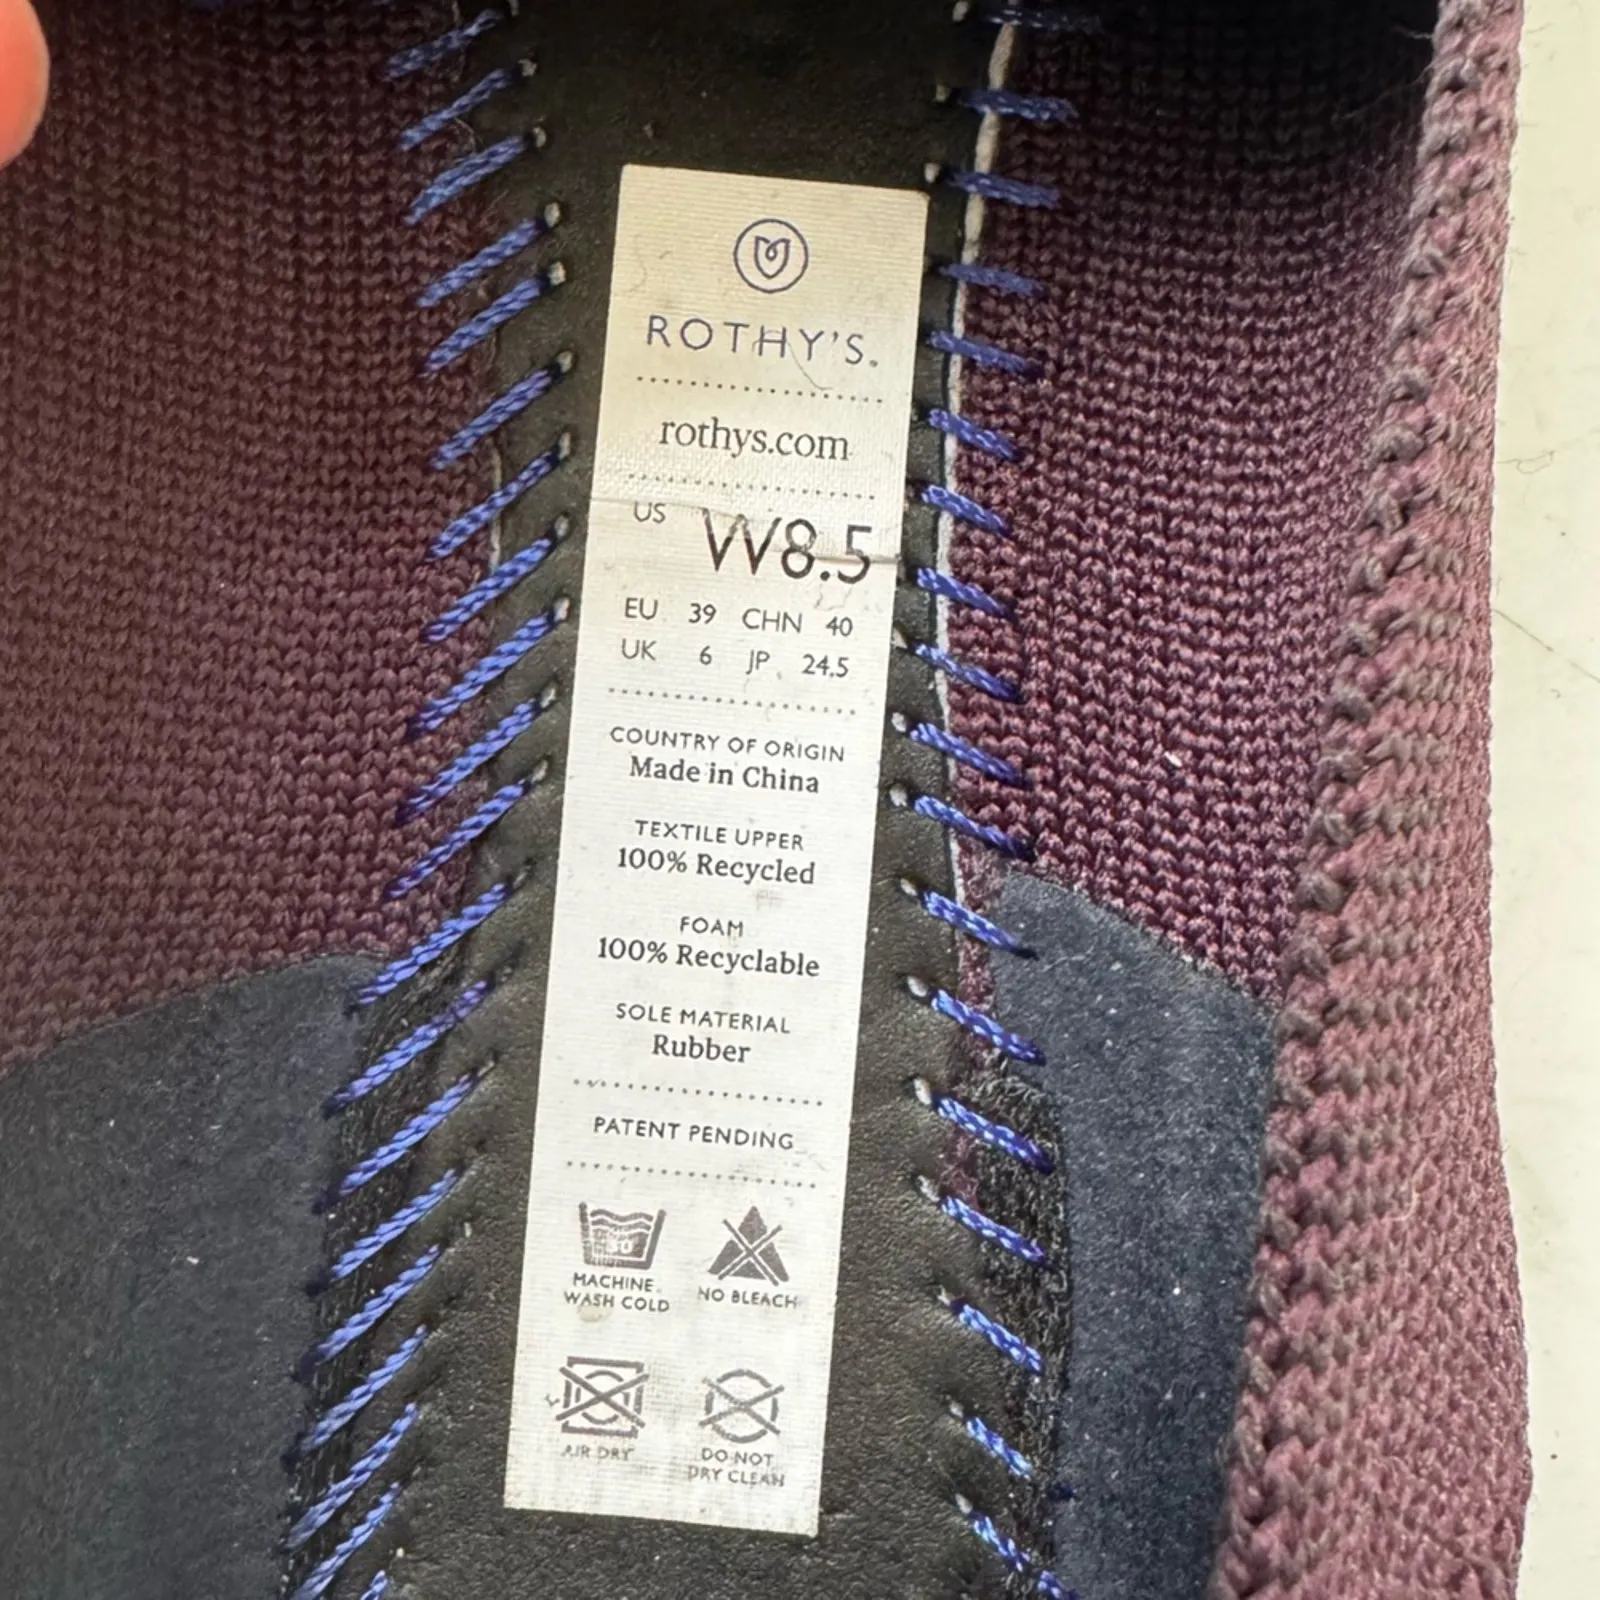 ROTHY'S.
rothys.com
US W8.5
EU 39 CHN 40
UK 6 JP 24.5
COUNTRY OF ORIGIN
Made in China
TEXTILE UPPER
100% Recycled
FOAM
100% Recyclable
SOLE MATERIAL
Rubber
PATENT PENDING
30
MACHINE
WASH COLD
NO BLEACH
AIR DRY
DO NOT
DRY CLEAN